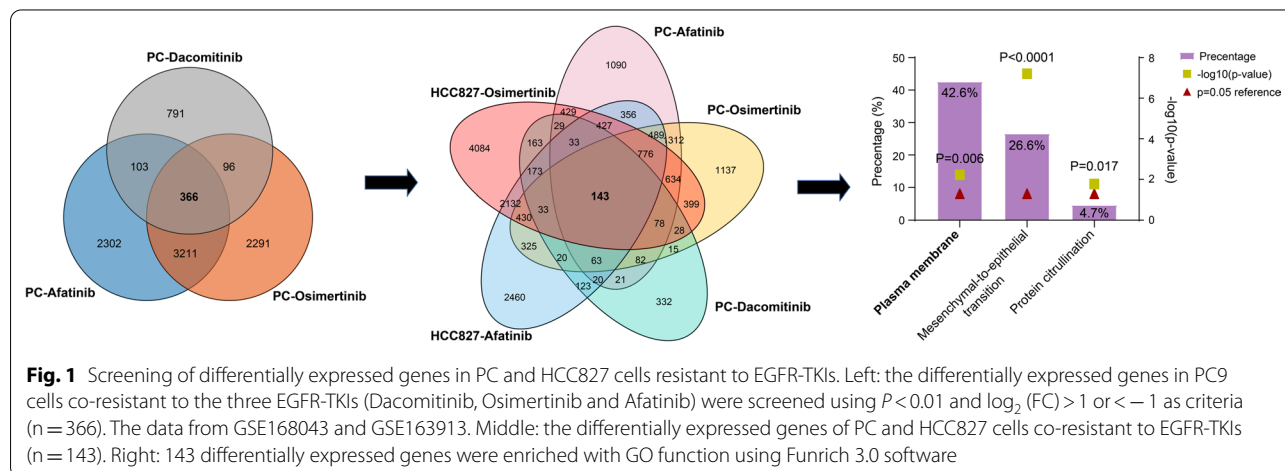 PC-Dacomitinib
791
103
96
366
2302
3211
2291
PC-Afatinib
PC-Osimertinib
PC-Afatinib
1090
HCC827-Osimertinib
PC-Osimertinib
429
356
29
427
489
1312
4084
163
33
776
1137
173
634
143
399
2132
33
430
78
28
325
15
20
63
82
20
21
123
2460
332
HCC827-Afatinib
PC-Dacomitinib
Precentage (%)
50
40
30
20
10
0
42.6%
P=0.006
P<0.0001
26.6%
P=0.017
4.7%
8
6
4
2
0
-log10(p-value)
Precentage
-log10(p-value)
p=0.05 reference
Plasma membrane
Mesenchymal-to-epithelial
transition
Protein citrullination
Fig. 1 Screening of differentially expressed genes in PC and HCC827 cells resistant to EGFR-TKIs. Left: the differentially expressed genes in PC9
cells co-resistant to the three EGFR-TKIs (Dacomitinib, Osimertinib and Afatinib) were screened using P < 0.01 and log₂ (FC) > 1 or < − 1 as criteria
(n = 366). The data from GSE168043 and GSE163913. Middle: the differentially expressed genes of PC and HCC827 cells co-resistant to EGFR-TKIs
(n = 143). Right: 143 differentially expressed genes were enriched with GO function using Funrich 3.0 software